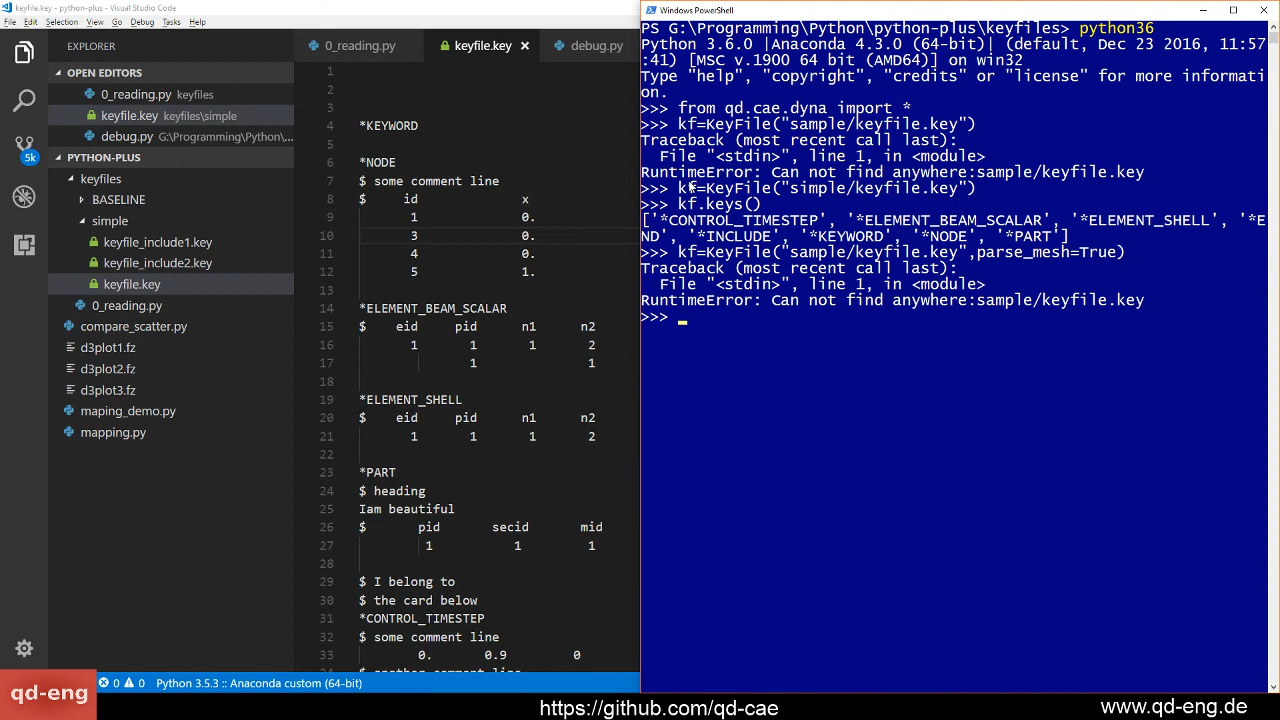 keyfile.key - python-plus - Visual Studio Code
File Edit Selection View Go Debug Tasks Help
EXPLORER
OPEN EDITORS
0_reading.py keyfiles
keyfile.key keyfiles\simple
debug.py G:\Programming\Python\...
PYTHON-PLUS
keyfiles
BASELINE
simple
keyfile_include1.key
keyfile_include2.key
keyfile.key
0_reading.py
compare_scatter.py
d3plot1.fz
d3plot2.fz
d3plot3.fz
maping_demo.py
mapping.py
5k
0_reading.py keyfile.key × debug.py
1
2
3
4 *KEYWORD
5
6 *NODE
7 $ some comment line
8 $ id x
9 1 0.
10 3 0.
11 4 0.
12 5 1.
13
14 *ELEMENT_BEAM_SCALAR
15 $ eid pid n1 n2
16 1 1 1 2
17 1 1
18
19 *ELEMENT_SHELL
20 $ eid pid n1 n2
21 1 1 1 2
22
23 *PART
24 $ heading
25 Iam beautiful
26 $ pid secid mid
27 1 1 1
28
29 $ I belong to
30 $ the card below
31 *CONTROL_TIMESTEP
32 $ some comment line
33 0. 0.9 0
34 $ another comment line
0 0 Python 3.5.3 :: Anaconda custom (64-bit)
Windows PowerShell
PS G:\Programming\Python\python-plus\keyfiles> python36
Python 3.6.0 |Anaconda 4.3.0 (64-bit)| (default, Dec 23 2016, 11:57
:41) [MSC v.1900 64 bit (AMD64)] on win32
Type "help", "copyright", "credits" or "license" for more informati
on.
>>> from qd.cae.dyna import *
>>> kf=KeyFile("sample/keyfile.key")
Traceback (most recent call last):
File "<stdin>", line 1, in <module>
RuntimeError: Can not find anywhere:sample/keyfile.key
>>> kf=KeyFile("simple/keyfile.key")
>>> kf.keys()
['*CONTROL_TIMESTEP', '*ELEMENT_BEAM_SCALAR', '*ELEMENT_SHELL', '*E
ND', '*INCLUDE', '*KEYWORD', '*NODE', '*PART']
>>> kf=KeyFile("sample/keyfile.key",parse_mesh=True)
Traceback (most recent call last):
File "<stdin>", line 1, in <module>
RuntimeError: Can not find anywhere:sample/keyfile.key
>>>
qd-eng
https://github.com/qd-cae
www.qd-eng.de